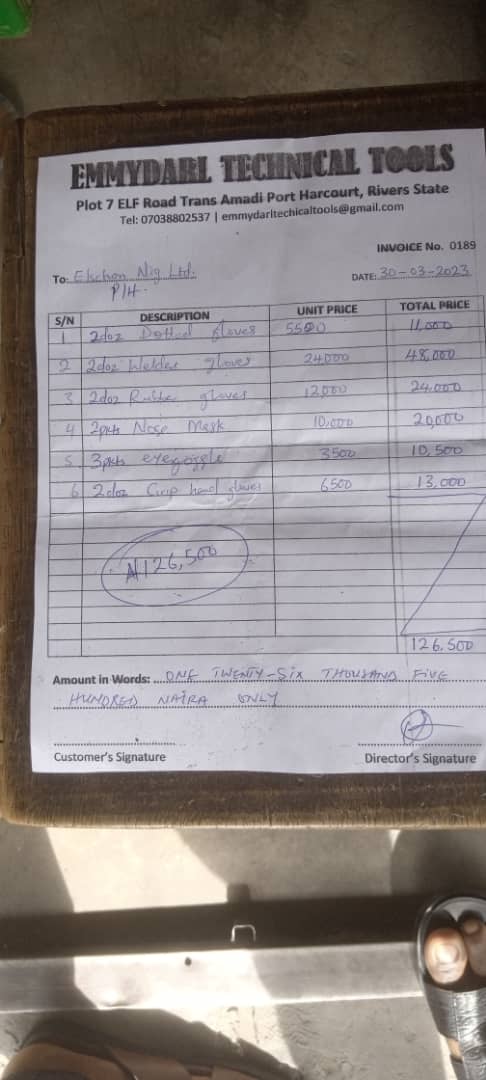 EMMYDARL TECHNICAL TOOLS
Plot 7 ELF Road Trans Amadi Port Harcourt, Rivers State
Tel: 07038802537 | emmydarltechicaltools@gmail.com
INVOICE No. 0189
To: Nig Ltd.
DATE: 30-03-2023
P/H.
S/N DESCRIPTION UNIT PRICE TOTAL PRICE
1 2doz Dotted gloves 5500 11,000
2 2doz Welder gloves 24000 48,000
3 2doz Rubber gloves 12000 24,000
4 2pkts Nose Mask 10,000 20,000
5 3pkts eyegoggle 3500 10,500
6 2doz Grip hand gloves 6500 13,000
₦126,500
126,500
Amount in Words: ONE TWENTY-SIX THOUSAND FIVE
HUNDRED NAIRA ONLY
Customer's Signature Director's Signature